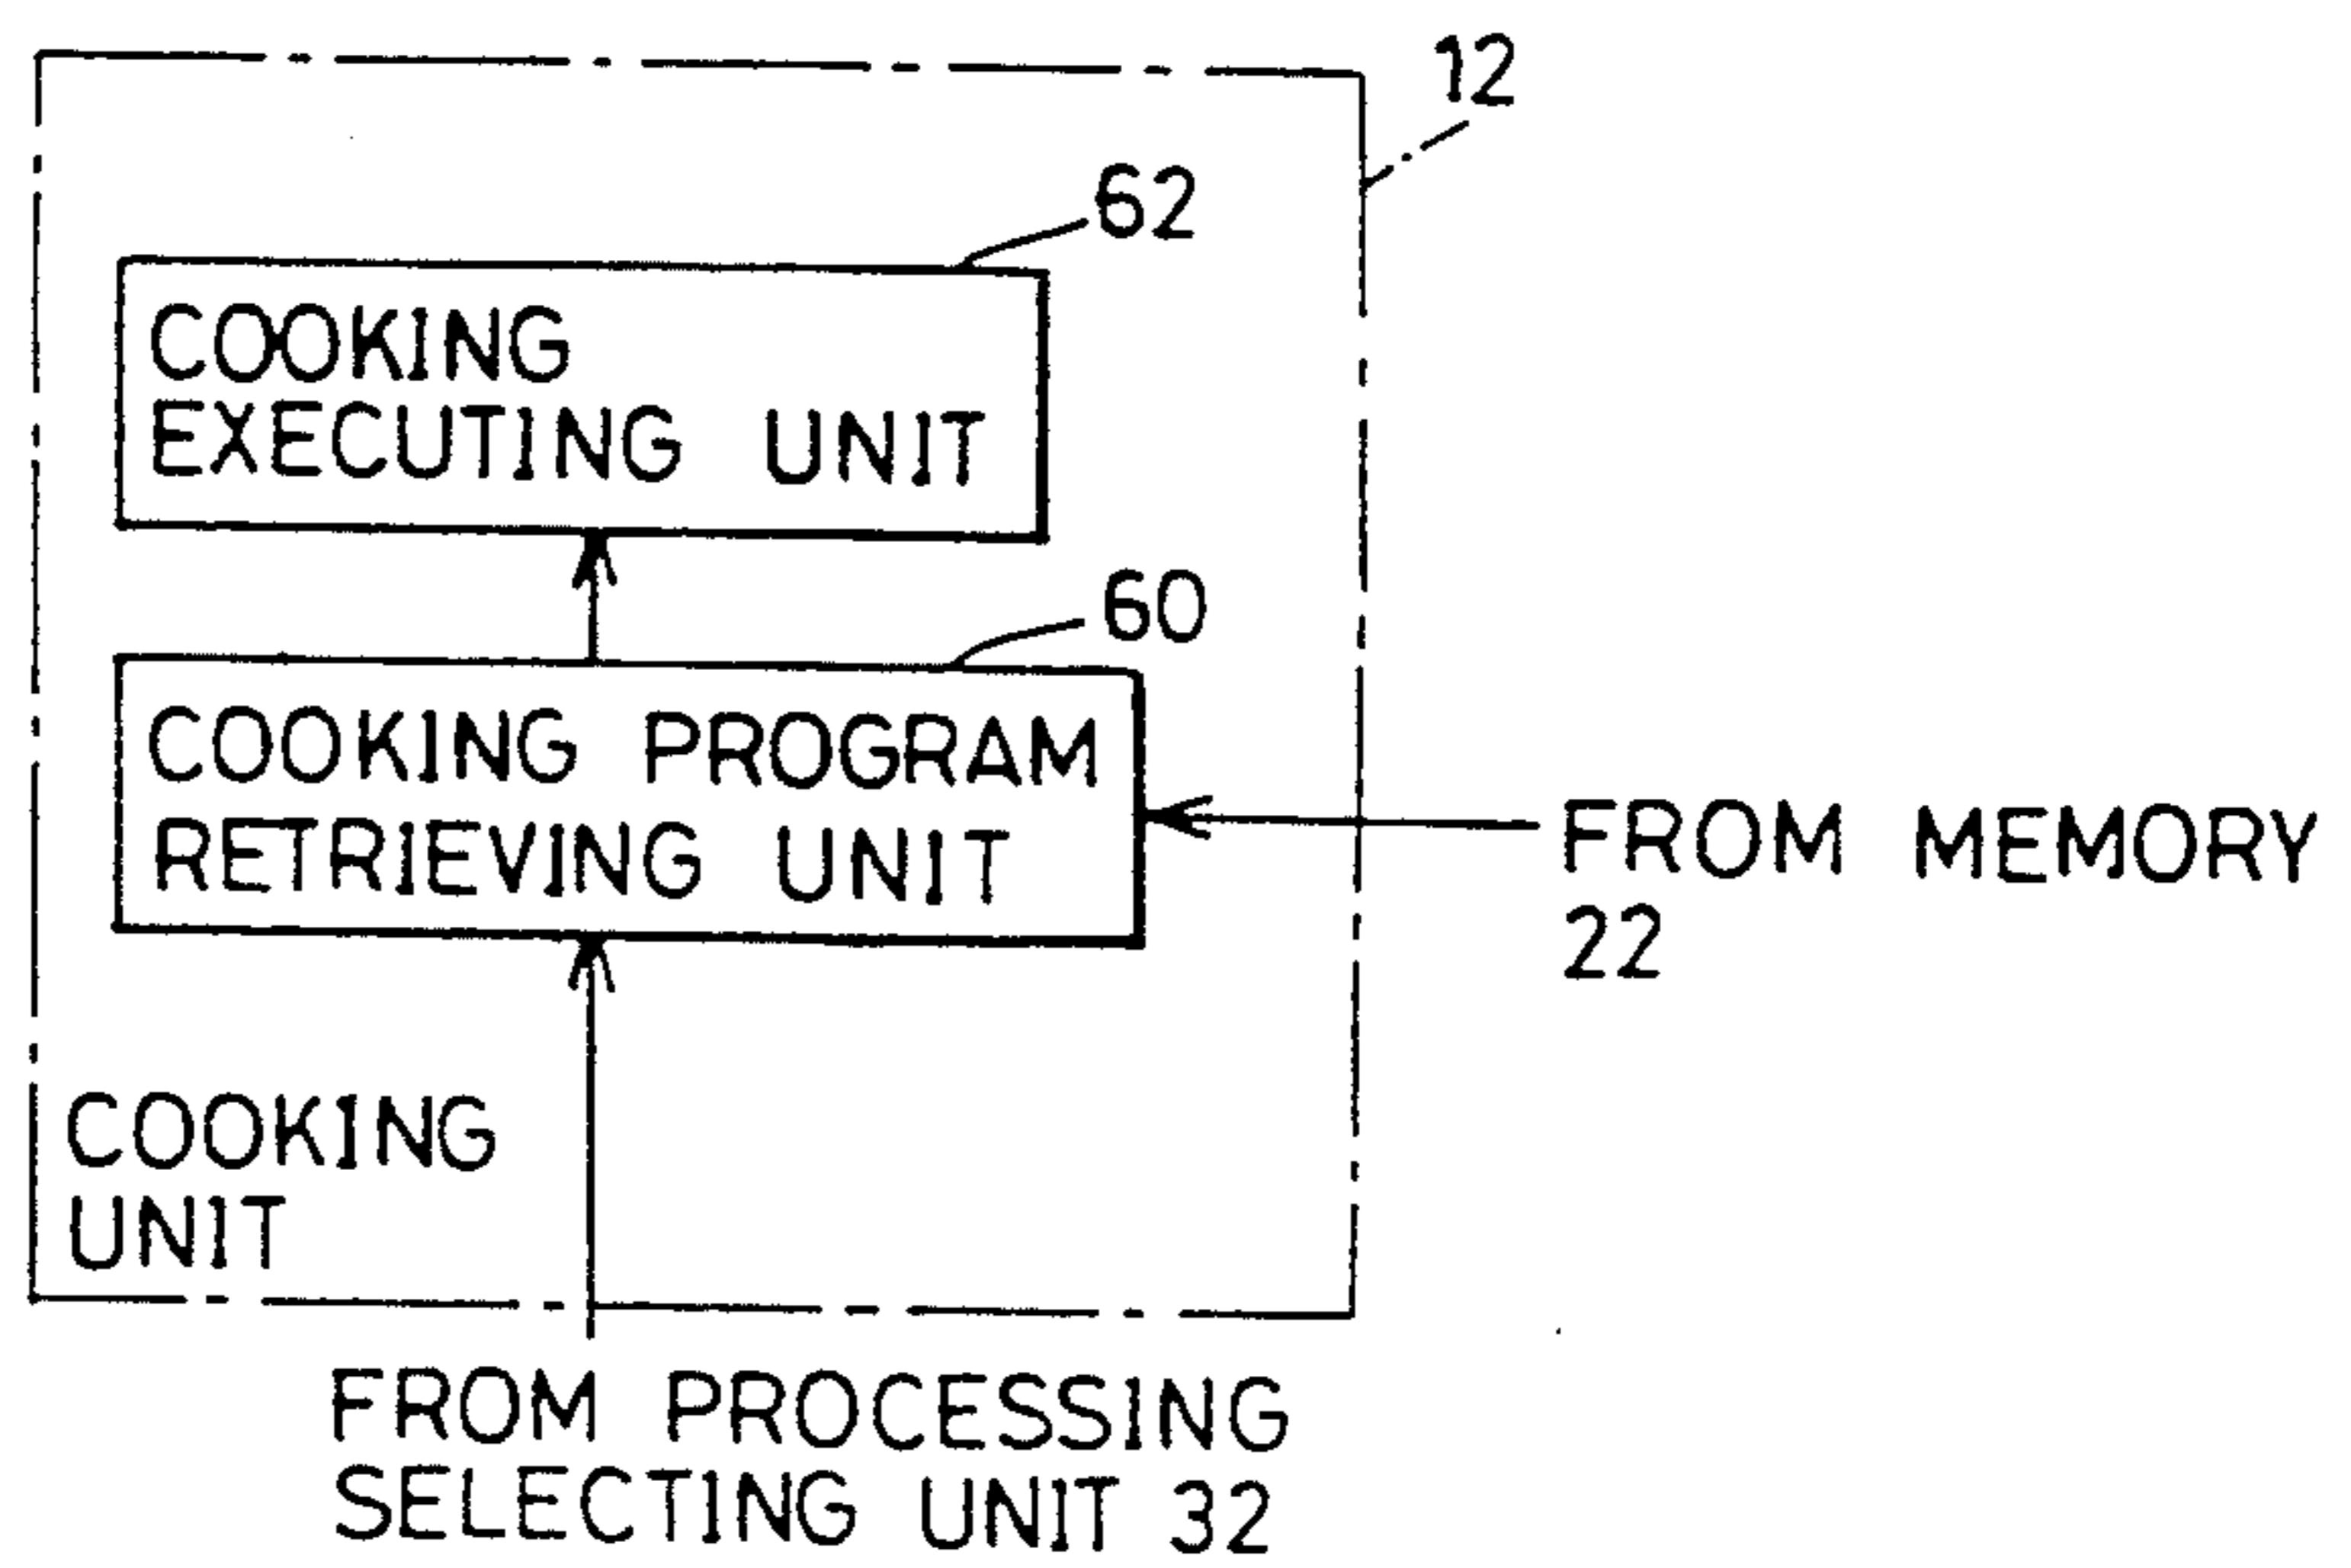 12
62
COOKING
EXECUTING UNIT
60
COOKING PROGRAM
RETRIEVING UNIT
FROM MEMORY
22
COOKING
UNIT
FROM PROCESSING
SELECTING UNIT 32